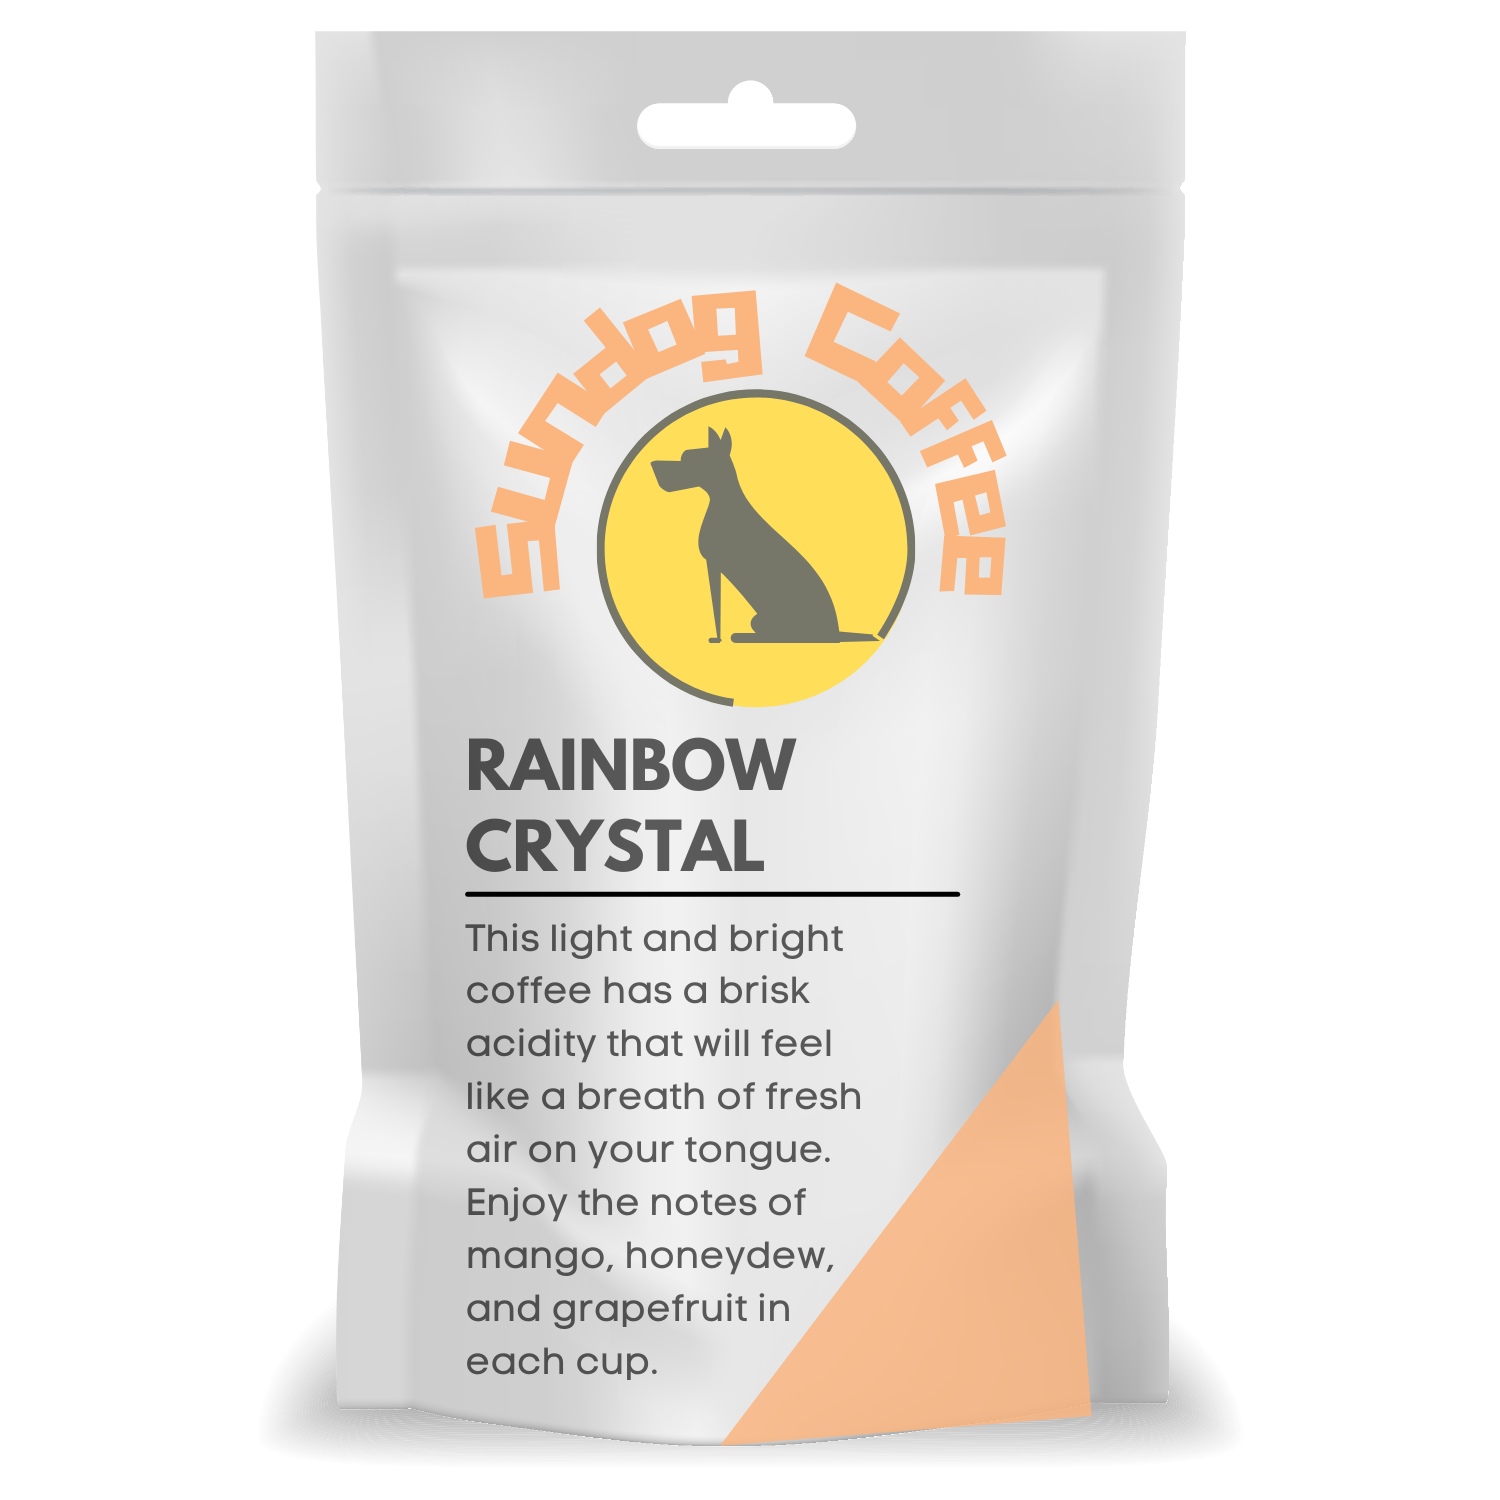 Sundog Coffee
RAINBOW
CRYSTAL
This light and bright
coffee has a brisk
acidity that will feel
like a breath of fresh
air on your tongue.
Enjoy the notes of
mango, honeydew,
and grapefruit in
each cup.